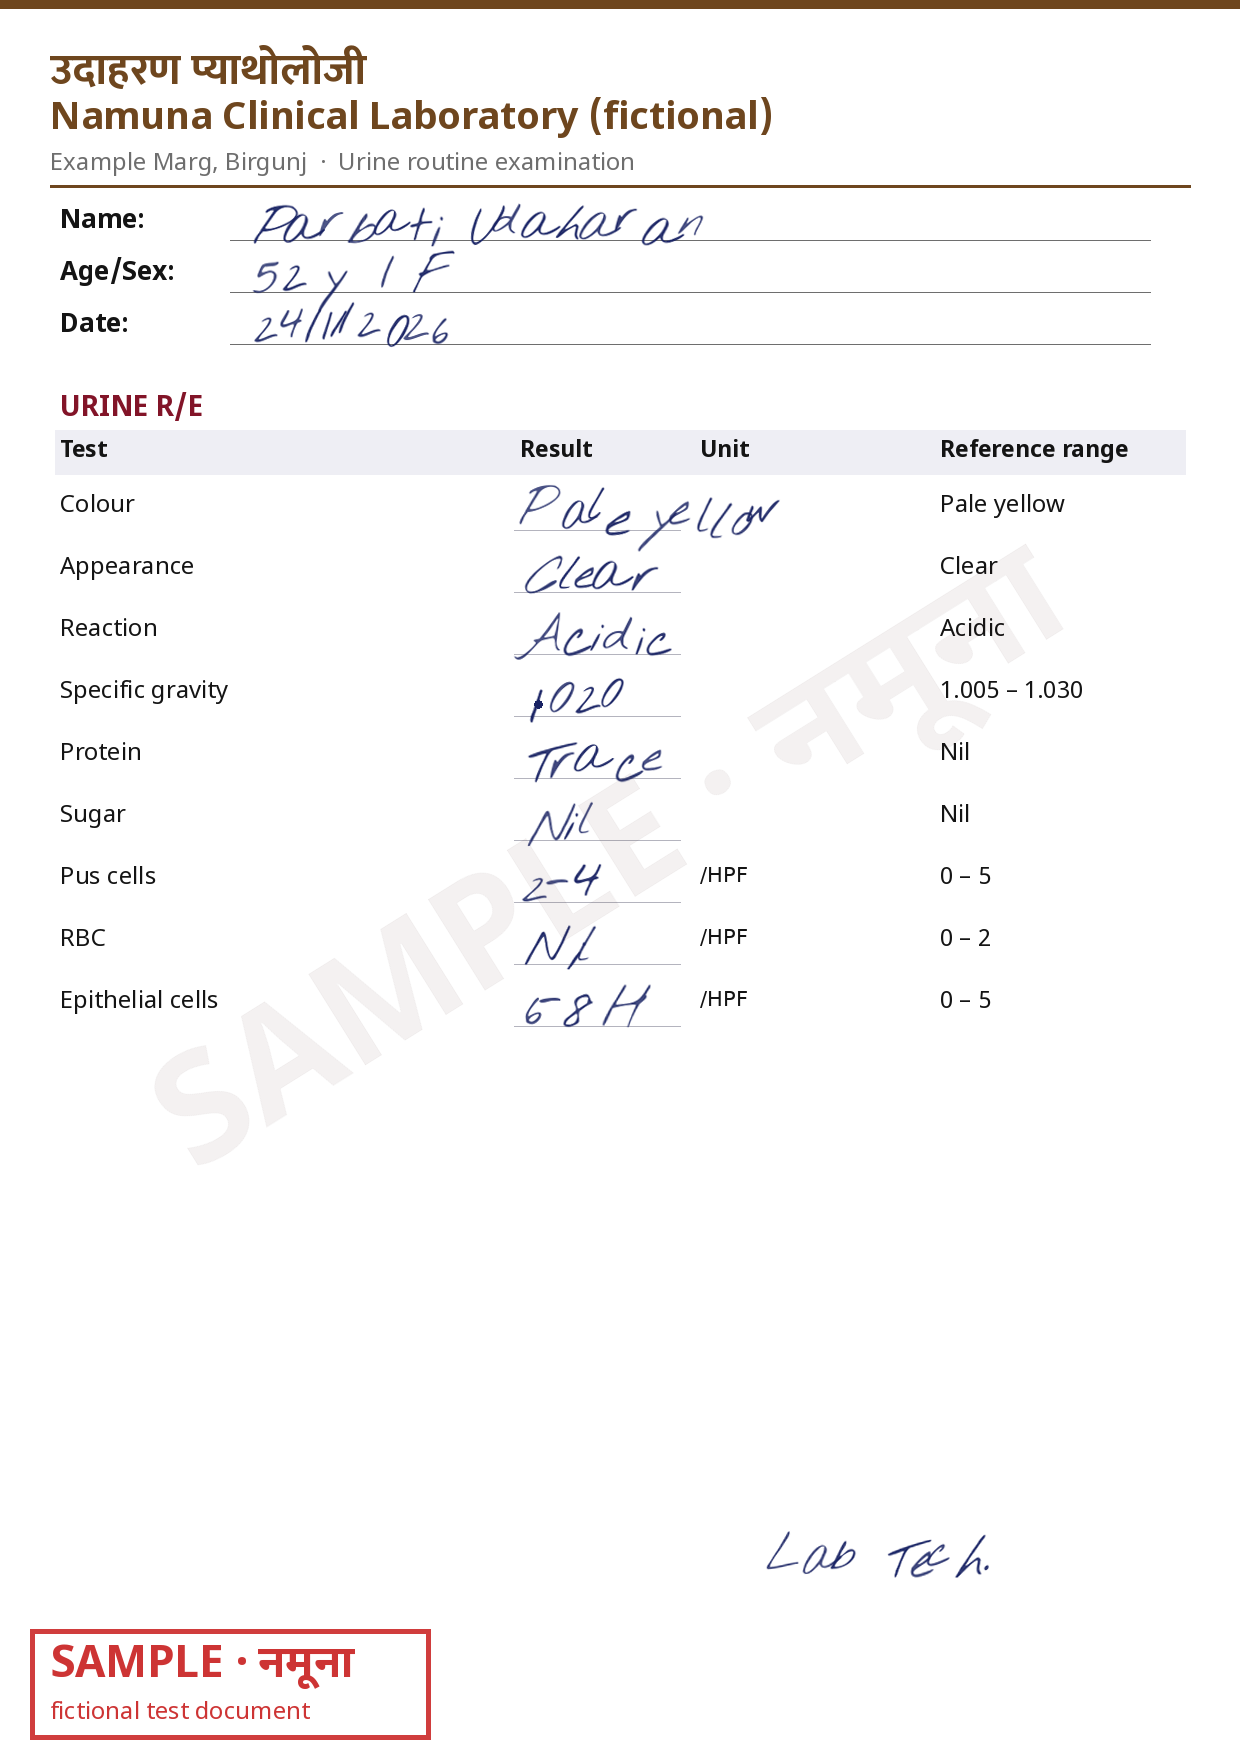 उदाहरण प्याथोलोजी
Namuna Clinical Laboratory (fictional)
Example Marg, Birgunj · Urine routine examination
Name: Parbati Udaharan
Age/Sex: 52 y / F
Date: 24/11/2026
URINE R/E
Test Result Unit Reference range
Colour Pale yellow Pale yellow
Appearance Clear Clear
Reaction Acidic Acidic
Specific gravity 1.020 1.005 – 1.030
Protein Trace Nil
Sugar Nil Nil
Pus cells 2-4 /HPF 0 – 5
RBC Nil /HPF 0 – 2
Epithelial cells 6-8 H /HPF 0 – 5
SAMPLE · नमूना
Lab Tech.
SAMPLE · नमूना
fictional test document